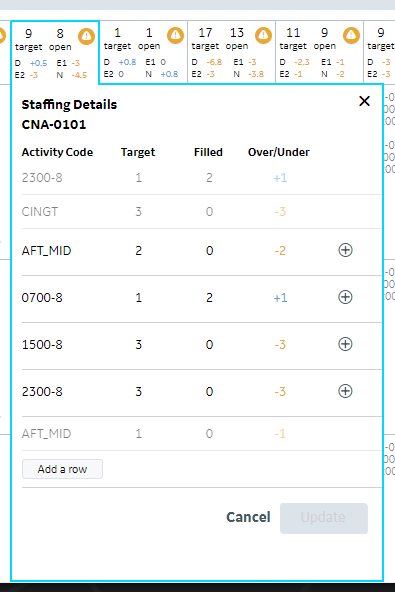 9 8
target open
D +0.5 E1 -3
E2 -3 N -4.5
1 1
target open
D +0.8 E1 0
E2 0 N +0.8
17 13
target open
D -6.8 E1 -3
E2 -3 N -3.8
11 9
target open
D -2.3 E1 -1
E2 -1 N -2
9
target
D -3
E2 -3
Staffing Details
CNA-0101
Activity Code Target Filled Over/Under
2300-8 1 2 +1
CINGT 3 0 -3
AFT_MID 2 0 -2
0700-8 1 2 +1
1500-8 3 0 -3
2300-8 3 0 -3
AFT_MID 1 0 -1
Add a row
Cancel Update